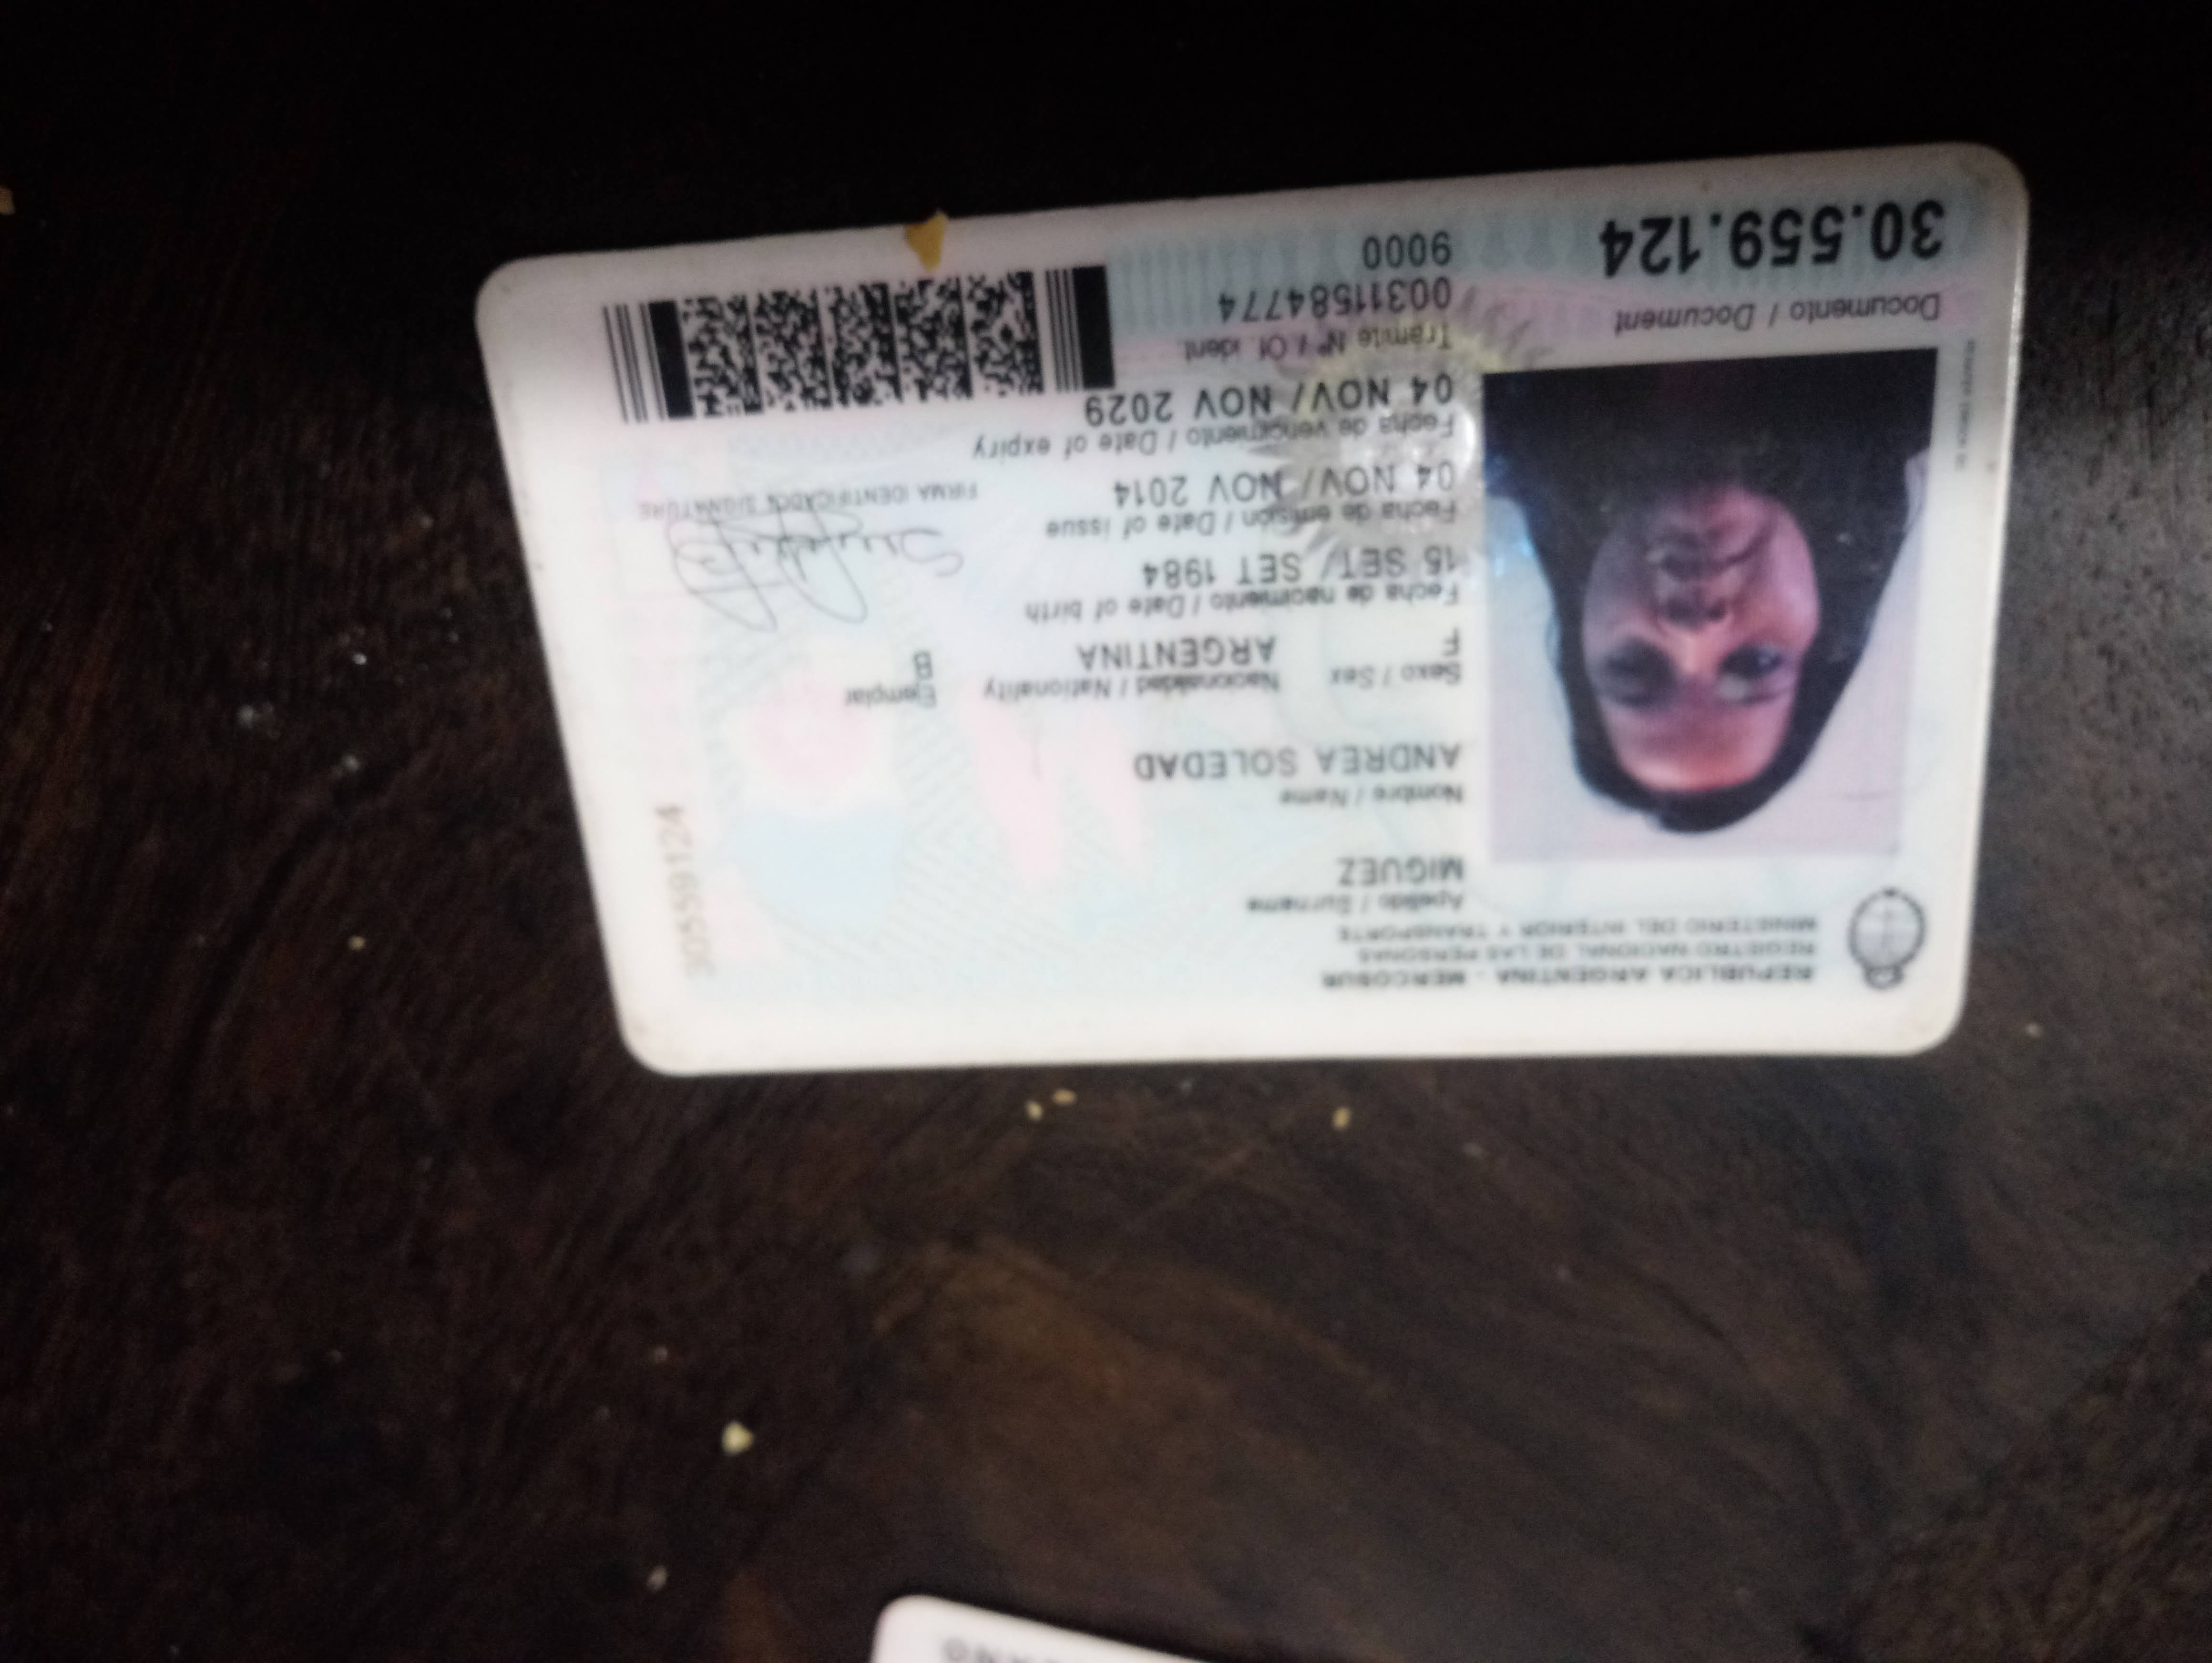 REPUBLICA ARGENTINA - MERCOSUR
REGISTRO NACIONAL DE LAS PERSONAS
MINISTERIO DEL INTERIOR Y TRANSPORTE
Apellido / Surname
MIGUEZ
Nombre / Name
ANDREA SOLEDAD
Sexo / Sex Nacionalidad / Nationality Ejemplar
F ARGENTINA B
Fecha de nacimiento / Date of birth
15 SET/ SET 1984
Fecha de emisión / Date of issue
04 NOV/ NOV 2014
FIRMA IDENTIFICADO/ SIGNATURE
Fecha de vencimiento / Date of expiry
04 NOV/ NOV 2029
Trámite Nº / Of. ident.
00311584774
9000
Documento / Document
30.559.124
30559124